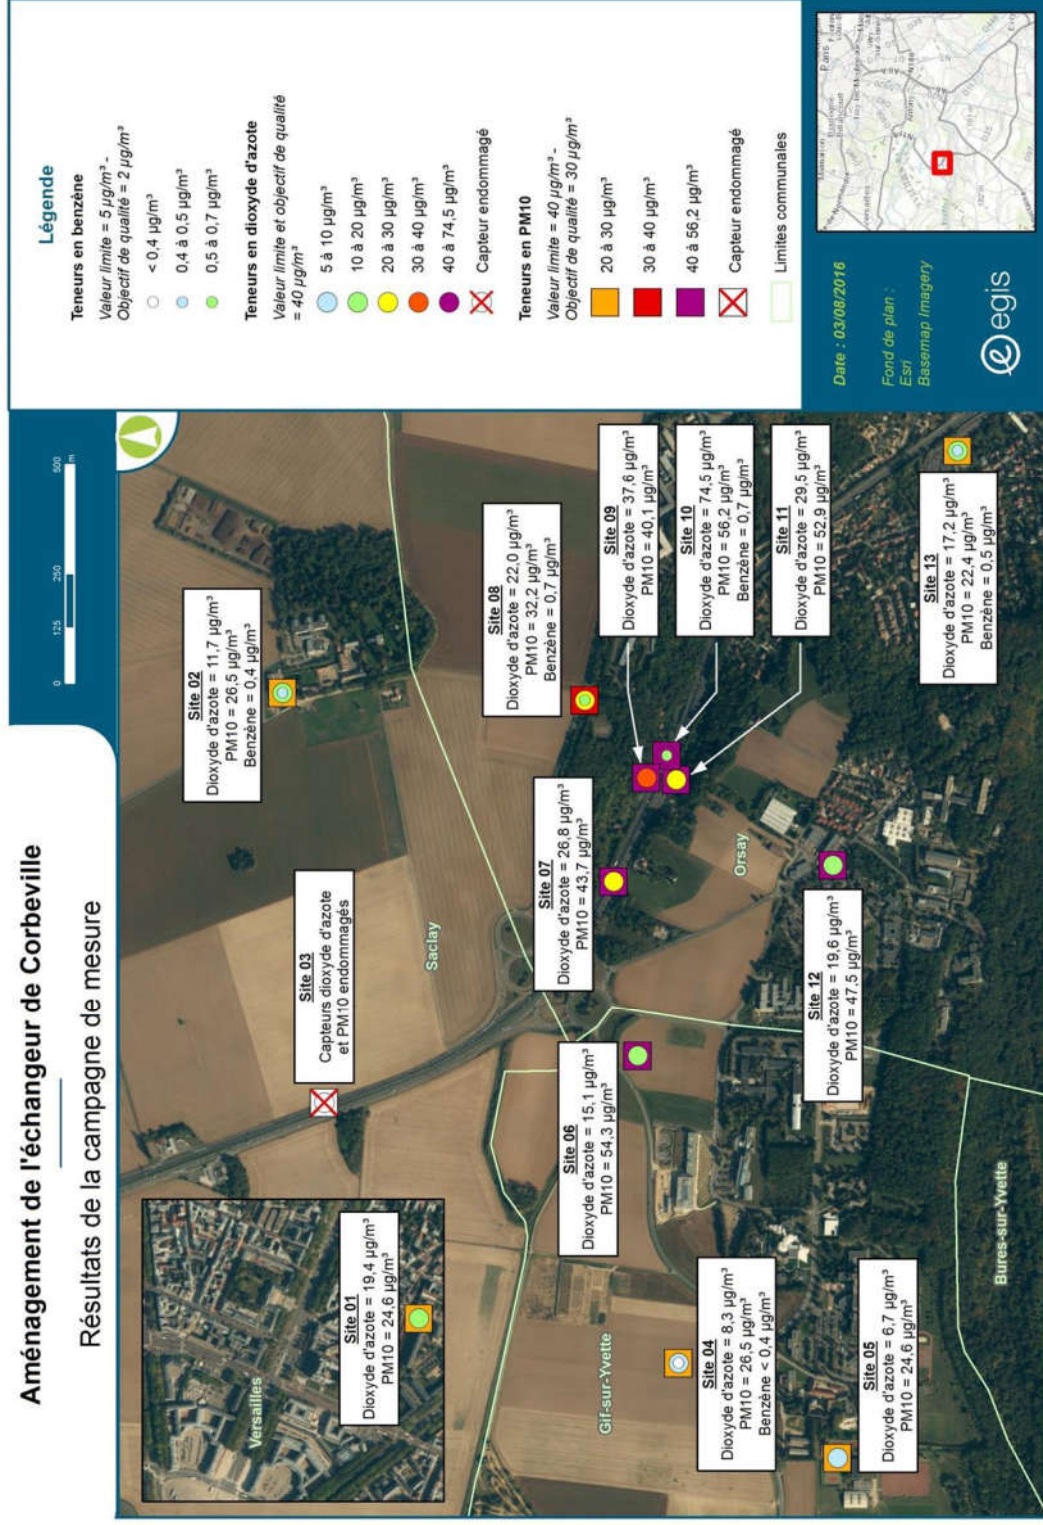 Aménagement de l'échangeur de Corbeville
Résultats de la campagne de mesure
0
125
250
500
m
Versailles
Site 01
Dioxyde d'azote = 19,4 µg/m³
PM10 = 24,6 µg/m³
Site 03
Capteurs dioxyde d'azote
et PM10 endommagés
Site 02
Dioxyde d'azote = 11,7 µg/m³
PM10 = 26,5 µg/m³
Benzène = 0,4 µg/m³
Saclay
Site 08
Dioxyde d'azote = 22,0 µg/m³
PM10 = 32,2 µg/m³
Benzène = 0,7 µg/m³
Site 07
Dioxyde d'azote = 26,8 µg/m³
PM10 = 43,7 µg/m³
Site 06
Dioxyde d'azote = 15,1 µg/m³
PM10 = 54,3 µg/m³
Site 09
Dioxyde d'azote = 37,6 µg/m³
PM10 = 40,1 µg/m³
Site 10
Dioxyde d'azote = 74,5 µg/m³
PM10 = 56,2 µg/m³
Benzène = 0,7 µg/m³
Site 11
Dioxyde d'azote = 29,5 µg/m³
PM10 = 52,9 µg/m³
Gif-sur-Yvette
Orsay
Site 04
Dioxyde d'azote = 8,3 µg/m³
PM10 = 26,5 µg/m³
Benzène < 0,4 µg/m³
Site 12
Dioxyde d'azote = 19,6 µg/m³
PM10 = 47,5 µg/m³
Site 05
Dioxyde d'azote = 6,7 µg/m³
PM10 = 24,6 µg/m³
Site 13
Dioxyde d'azote = 17,2 µg/m³
PM10 = 22,4 µg/m³
Benzène = 0,5 µg/m³
Bures-sur-Yvette
Légende
Teneurs en benzène
Valeur limite = 5 µg/m³ -
Objectif de qualité = 2 µg/m³
< 0,4 µg/m³
0,4 à 0,5 µg/m³
0,5 à 0,7 µg/m³
Teneurs en dioxyde d'azote
Valeur limite et objectif de qualité
= 40 µg/m³
5 à 10 µg/m³
10 à 20 µg/m³
20 à 30 µg/m³
30 à 40 µg/m³
40 à 74,5 µg/m³
Capteur endommagé
Teneurs en PM10
Valeur limite = 40 µg/m³ -
Objectif de qualité = 30 µg/m³
20 à 30 µg/m³
30 à 40 µg/m³
40 à 56,2 µg/m³
Capteur endommagé
Limites communales
Date : 03/08/2016
Fond de plan :
Esri
Basemap Imagery
egis
Paris
Antony